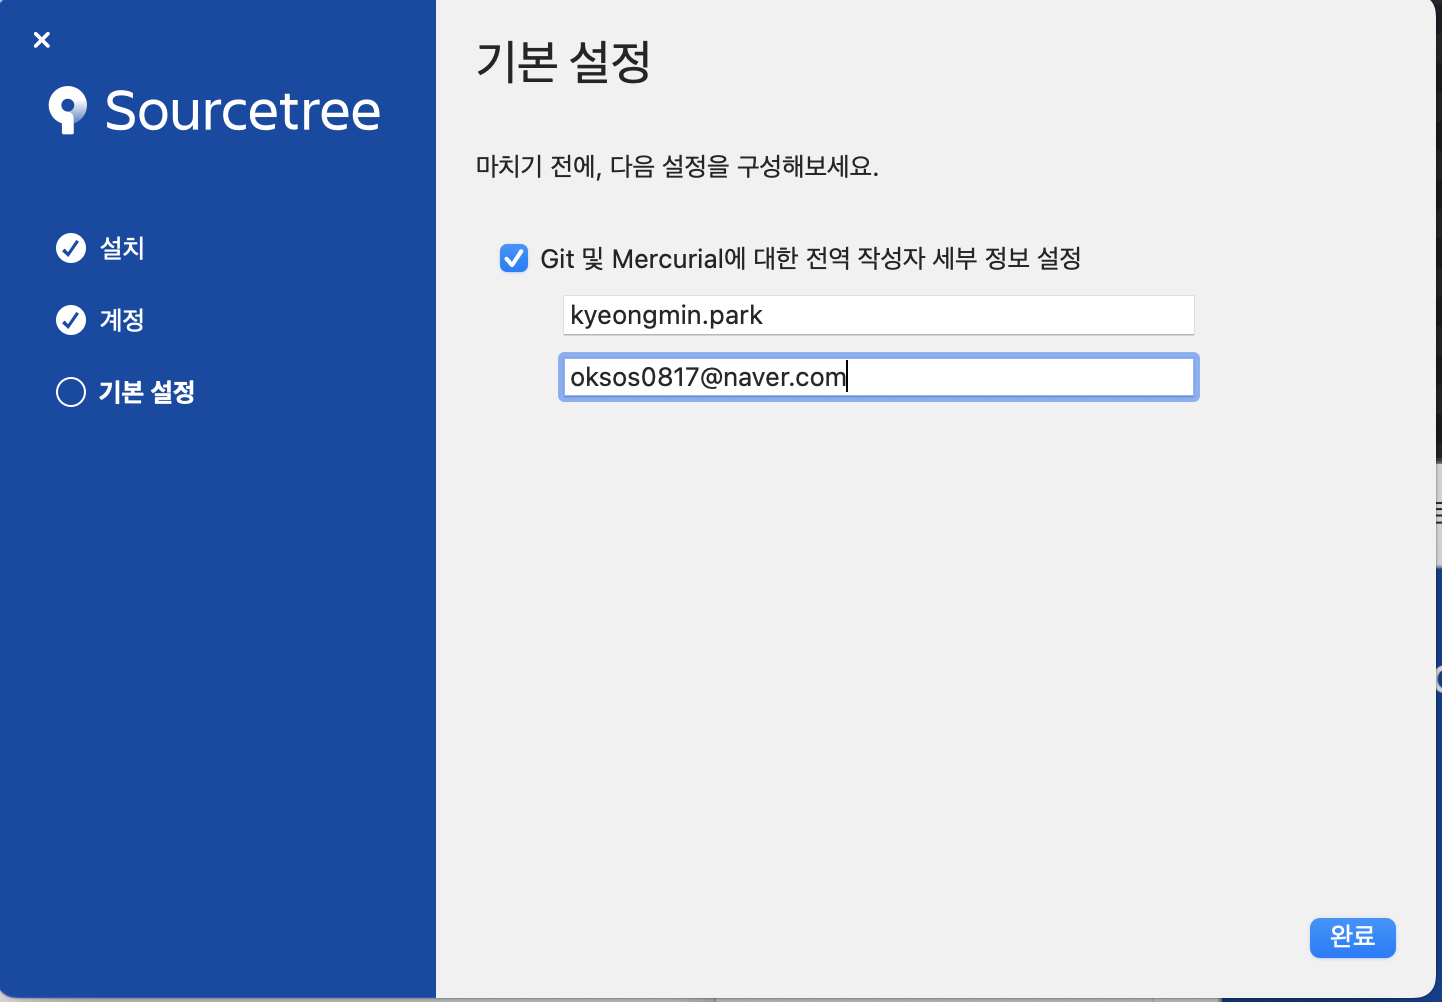 Sourcetree
설치
계정
기본 설정
기본 설정
마치기 전에, 다음 설정을 구성해보세요.
Git 및 Mercurial에 대한 전역 작성자 세부 정보 설정
kyeongmin.park
oksos0817@naver.com
완료